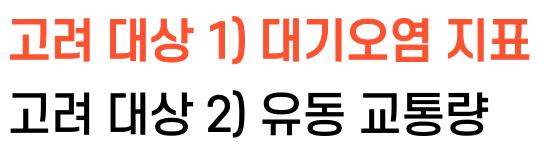 고려 대상 1) 대기오염 지표
고려 대상 2) 유동 교통량